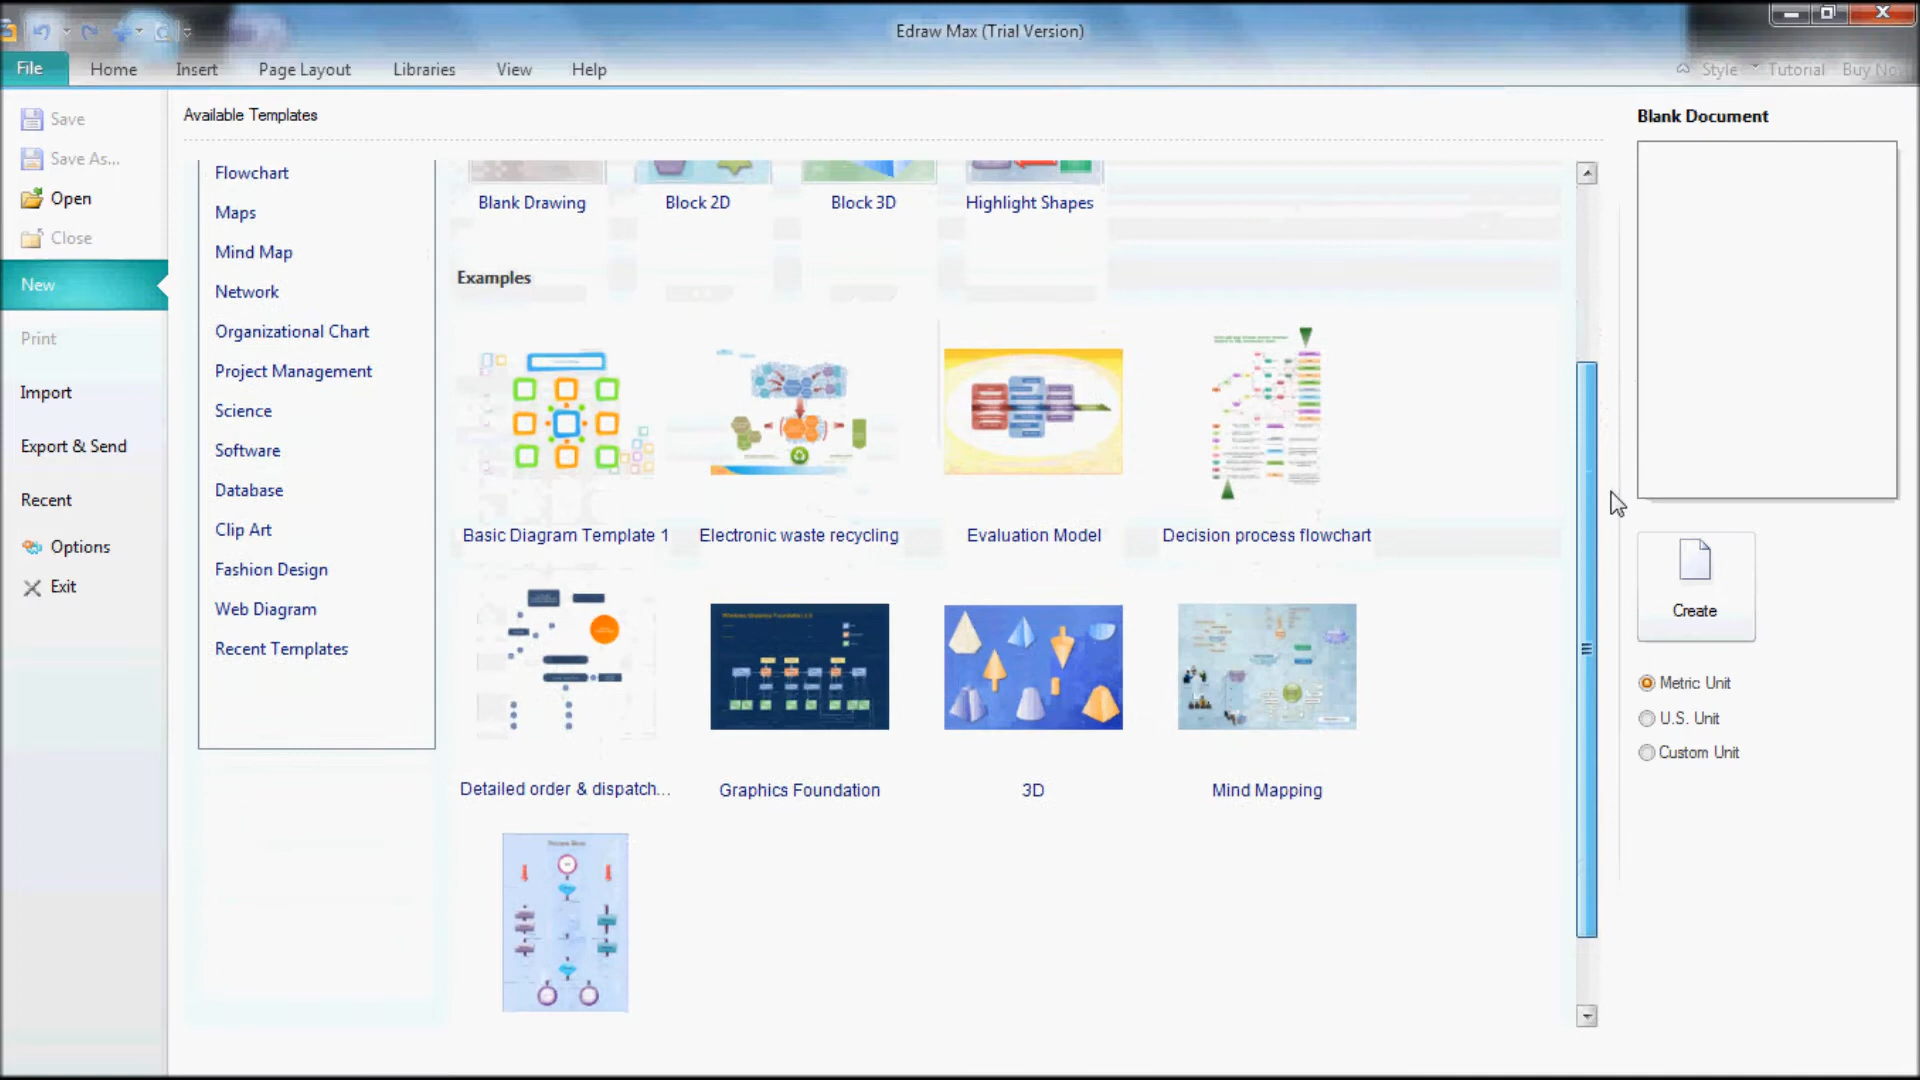 Edraw Max (Trial Version)
File Home Insert Page Layout Libraries View Help Style Tutorial Buy
Save
Save As...
Open
Close
New
Print
Import
Export & Send
Recent
Options
Exit
Available Templates
Flowchart
Maps
Mind Map
Network
Organizational Chart
Project Management
Science
Software
Database
Clip Art
Fashion Design
Web Diagram
Recent Templates
Blank Drawing Block 2D Block 3D Highlight Shapes
Examples
Basic Diagram Template 1 Electronic waste recycling Evaluation Model Decision process flowchart
Detailed order & dispatch... Graphics Foundation 3D Mind Mapping
Blank Document
Create
Metric Unit
U.S. Unit
Custom Unit